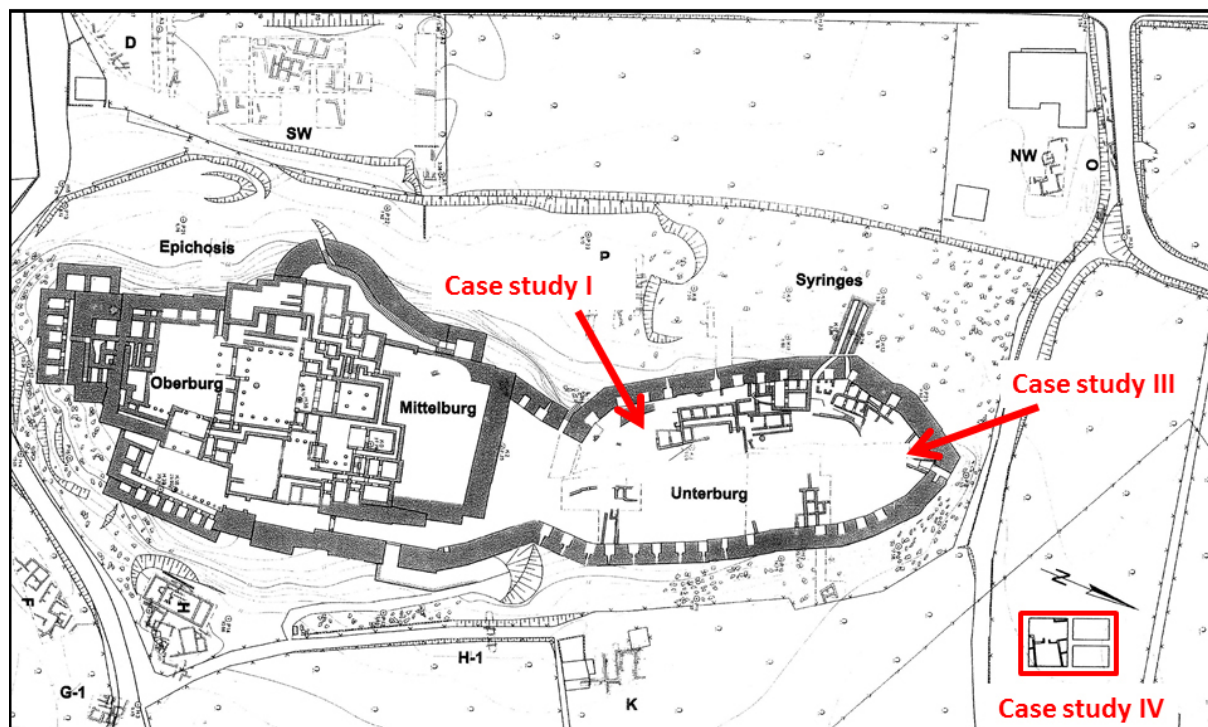 D
SW
NW
O
Epichosis
P
Syringes
Case study I
Case study III
Oberburg
Mittelburg
Unterburg
N
F
H
H-1
K
G-1
Case study IV